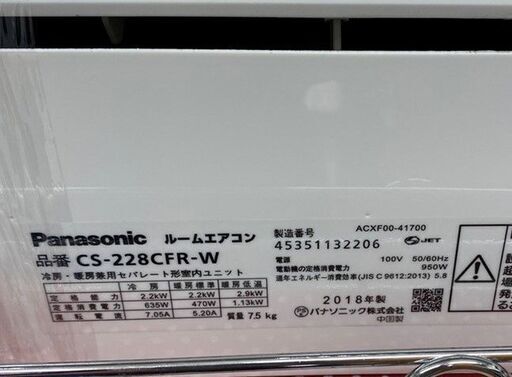 Panasonic ルームエアコン
品番 CS-228CFR-W
冷房・暖房兼用セパレート形室内ユニット
冷房 暖房標準 暖房低温
定格能力 2.2kW 2.2kW 2.9kW
定格消費電力 635W 470W 1.13kW
運転電流 7.05A 5.20A 質量 7.5 kg
ACXF00-41700
製造番号
45351132206 JET
電源 100V 50/60Hz
電動機の定格消費電力 950W
通年エネルギー消費効率(JIS C 9612:2013) 5.8
2018年製
パナソニック株式会社
中国製